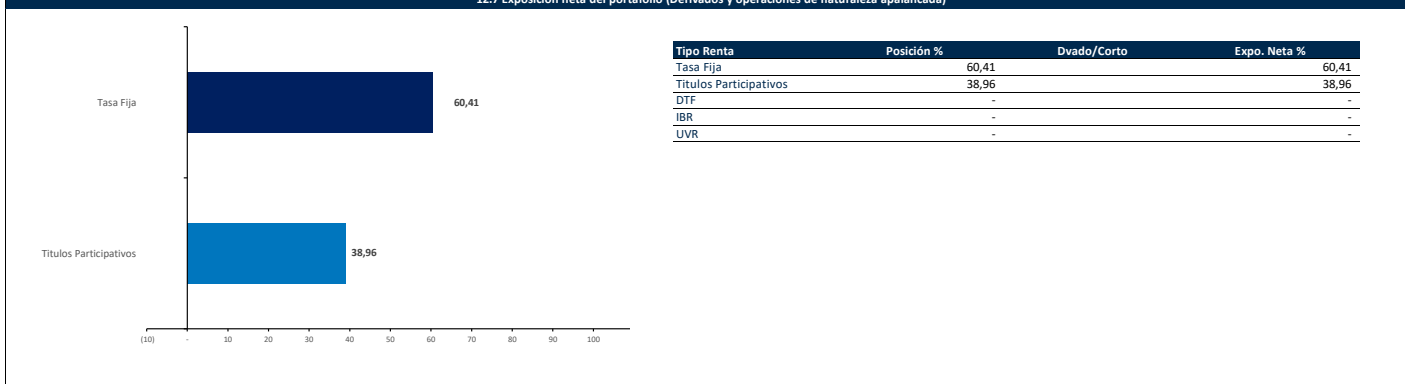 12.7 Exposición neta del portafolio (Derivados y operaciones de naturaleza apalancada)
Tasa Fija
60,41
Titulos Participativos
38,96
(10) - 10 20 30 40 50 60 70 80 90 100
Tipo Renta Posición % Dvado/Corto Expo. Neta %
Tasa Fija 60,41 60,41
Titulos Participativos 38,96 38,96
DTF - -
IBR - -
UVR - -